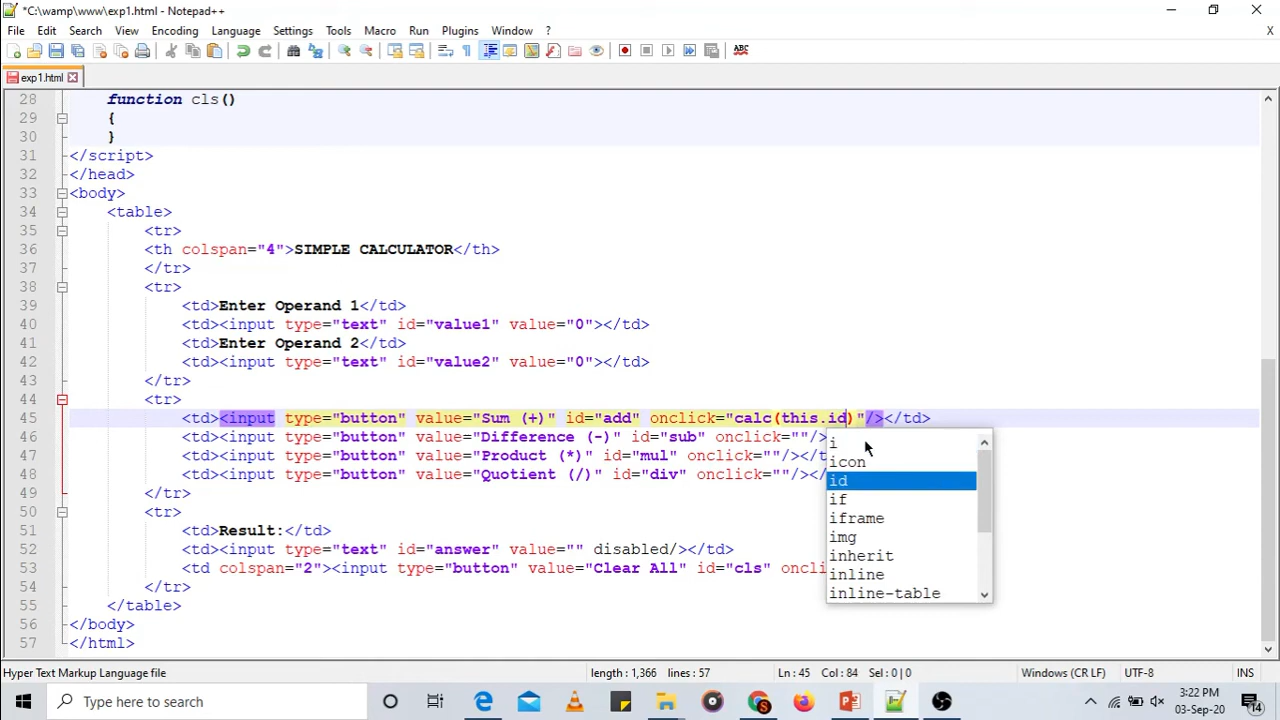 *C:\wamp\www\exp1.html - Notepad++
File Edit Search View Encoding Language Settings Tools Macro Run Plugins Window ? X
ABC
exp1.html
28 function cls()
29 {
30 }
31 </script>
32 </head>
33 <body>
34 <table>
35 <tr>
36 <th colspan="4">SIMPLE CALCULATOR</th>
37 </tr>
38 <tr>
39 <td>Enter Operand 1</td>
40 <td><input type="text" id="value1" value="0"></td>
41 <td>Enter Operand 2</td>
42 <td><input type="text" id="value2" value="0"></td>
43 </tr>
44 <tr>
45 <td><input type="button" value="Sum (+)" id="add" onclick="calc(this.id)"/></td>
46 <td><input type="button" value="Difference (-)" id="sub" onclick=""/>
47 <td><input type="button" value="Product (*)" id="mul" onclick=""/></t
48 <td><input type="button" value="Quotient (/)" id="div" onclick=""/></
49 </tr>
50 <tr>
51 <td>Result:</td>
52 <td><input type="text" id="answer" value="" disabled/></td>
53 <td colspan="2"><input type="button" value="Clear All" id="cls" oncli
54 </tr>
55 </table>
56 </body>
57 </html>
i
icon
id
if
iframe
img
inherit
inline
inline-table
Hyper Text Markup Language file length : 1,366 lines : 57 Ln : 45 Col : 84 Sel : 0 | 0 Windows (CR LF) UTF-8 INS
Type here to search
3:22 PM
03-Sep-20
14